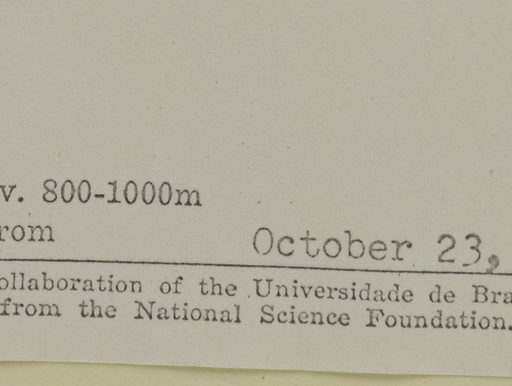 v. 800-1000m
rom
October 23,
ollaboration of the Universidade de Bra
from the National Science Foundation.